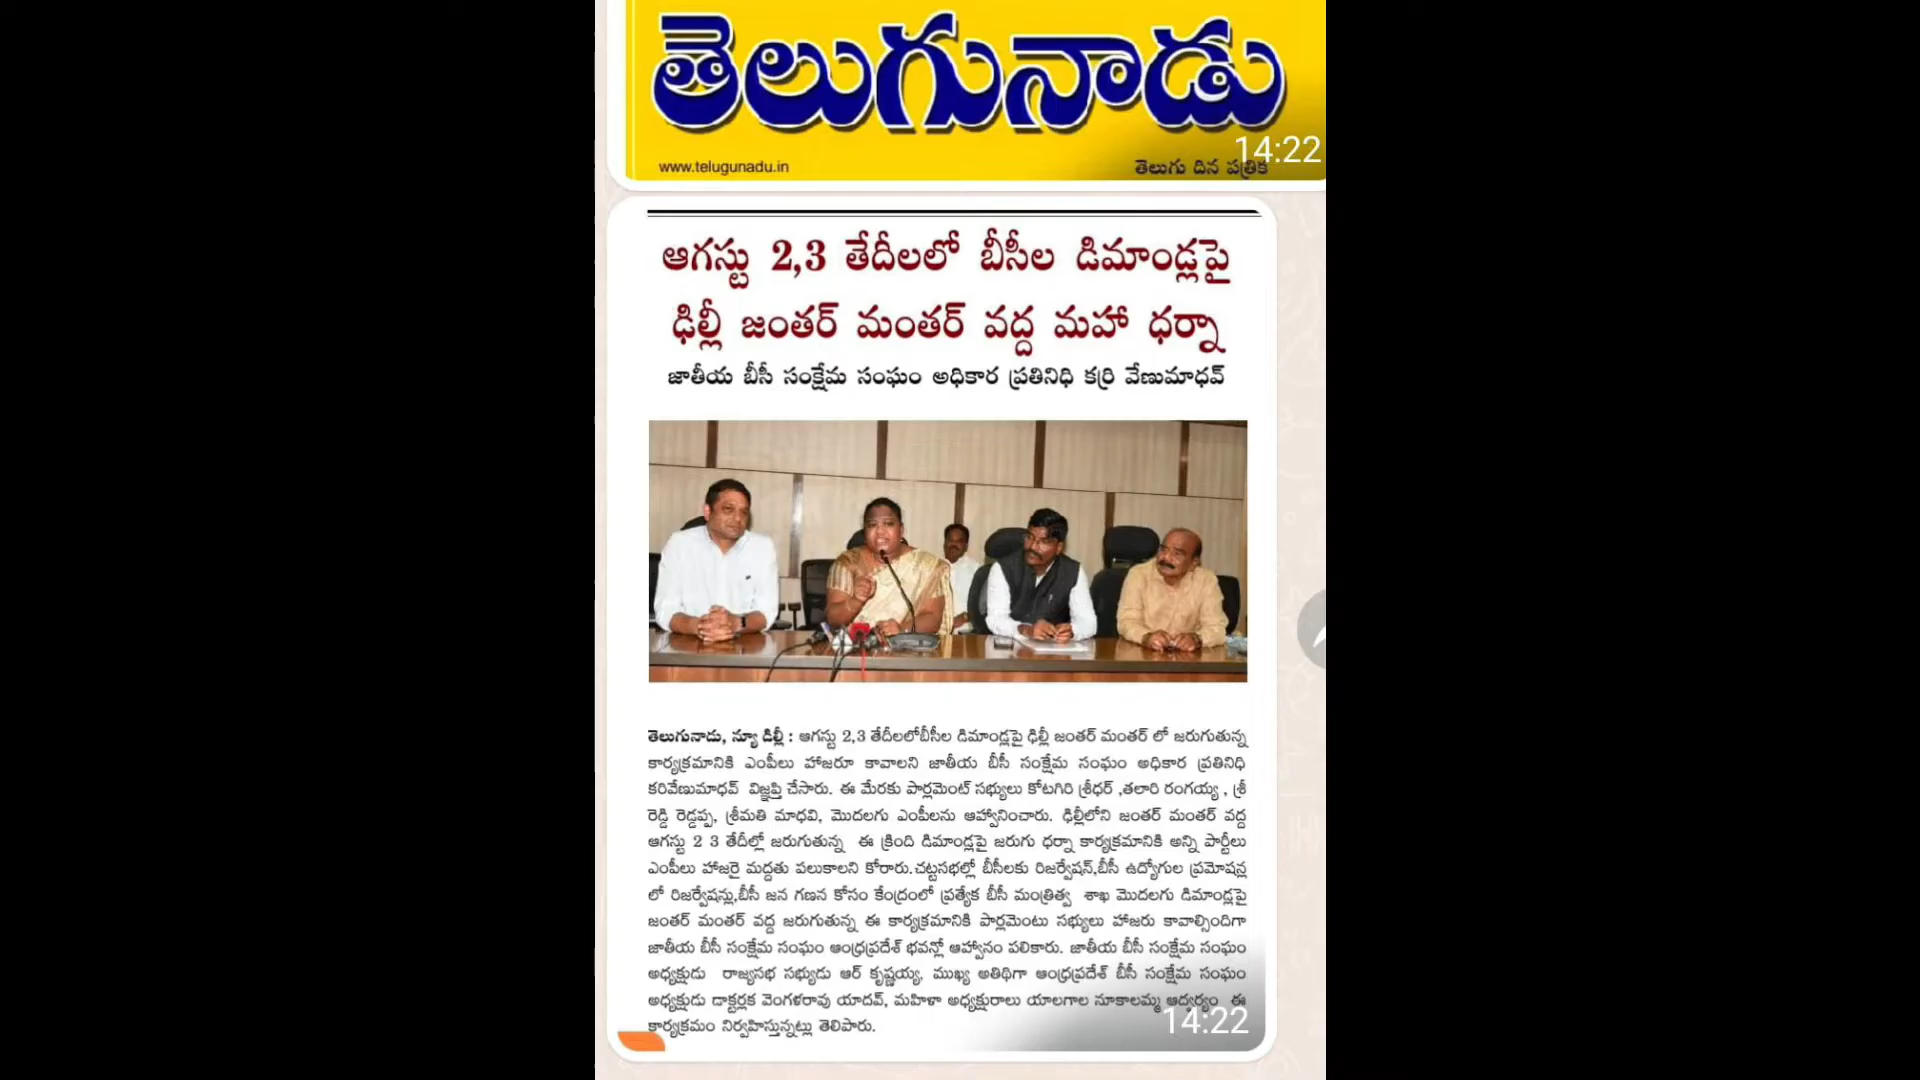 తెలుగునాడు
www.telugunadu.in
తెలుగు దిన పత్రిక
14:22
ఆగస్టు 2,3 తేదీలలో బీసీల డిమాండ్లపై
ఢిల్లీ జంతర్ మంతర్ వద్ద మహా ధర్నా
జాతీయ బీసీ సంక్షేమ సంఘం అధికార ప్రతినిధి కర్రి వేణుమాధవ్
తెలుగునాడు, న్యూ డిల్లీ : ఆగస్టు 2,3 తేదీలలోబీసీల డిమాండ్లపై ఢిల్లీ జంతర్ మంతర్ లో జరుగుతున్న
కార్యక్రమానికి ఎంపీలు హాజరూ కావాలని జాతీయ బీసీ సంక్షేమ సంఘం అధికార ప్రతినిధి
కరివేణుమాధవ్ విజ్ఞప్తి చేసారు. ఈ మేరకు పార్లమెంట్ సభ్యులు కోటగిరి శ్రీధర్ ,తలారి రంగయ్య , శ్రీ
రెడ్డి రెడ్డప్ప, శ్రీమతి మాధవి, మొదలగు ఎంపీలను ఆహ్వానించారు. ఢిల్లీలోని జంతర్ మంతర్ వద్ద
ఆగస్టు 2 3 తేదీల్లో జరుగుతున్న ఈ క్రింది డిమాండ్లపై జరుగు ధర్నా కార్యక్రమానికి అన్ని పార్టీలు
ఎంపీలు హాజరై మద్దతు పలుకాలని కోరారు.చట్టసభల్లో బీసీలకు రిజర్వేషన్,బీసీ ఉద్యోగుల ప్రమోషన్ల
లో రిజర్వేషన్లు,బీసీ జన గణన కోసం కేంద్రంలో ప్రత్యేక బీసీ మంత్రిత్వ శాఖ మొదలగు డిమాండ్లపై
జంతర్ మంతర్ వద్ద జరుగుతున్న ఈ కార్యక్రమానికి పార్లమెంటు సభ్యులు హాజరు కావాల్సిందిగా
జాతీయ బీసీ సంక్షేమ సంఘం ఆంధ్రప్రదేశ్ భవన్లో ఆహ్వానం పలికారు. జాతీయ బీసీ సంక్షేమ సంఘం
అధ్యక్షుడు రాజ్యసభ సభ్యుడు ఆర్ కృష్ణయ్య, ముఖ్య అతిథిగా ఆంధ్రప్రదేశ్ బీసీ సంక్షేమ సంఘం
అధ్యక్షుడు డాక్టర్లక వెంగళరావు యాదవ్, మహిళా అధ్యక్షురాలు యాలగాల నూకాలమ్మ ఆద్వర్యం ఈ
కార్యక్రమం నిర్వహిస్తున్నట్లు తెలిపారు.
14:22